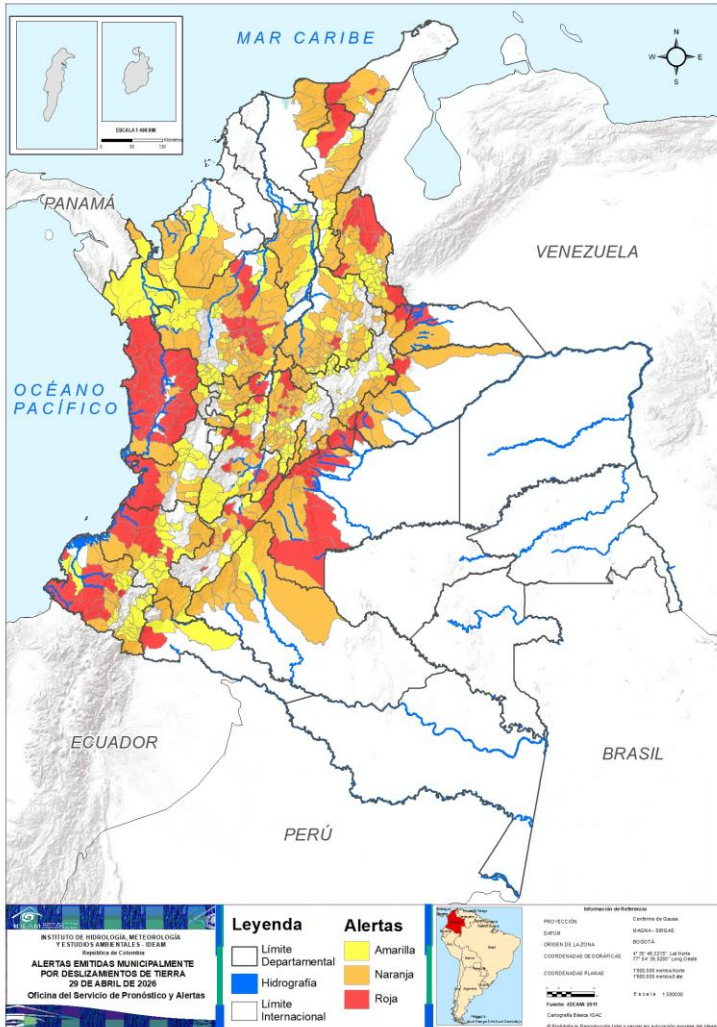 MAR CARIBE
N
W
E
S
PANAMÁ
VENEZUELA
OCÉANO
PACÍFICO
ECUADOR
PERÚ
BRASIL
INSTITUTO DE HIDROLOGÍA, METEOROLOGÍA
Y ESTUDIOS AMBIENTALES - IDEAM
República de Colombia
ALERTAS EMITIDAS MUNICIPALMENTE
POR DESLIZAMIENTOS DE TIERRA
29 DE ABRIL DE 2026
Oficina del Servicio de Pronóstico y Alertas
Leyenda
Límite
Departamental
Hidrografía
Límite
Internacional
Alertas
Amarilla
Naranja
Roja
Información de Referencia
PROYECCIÓN
Conforme de Gauss
DATUM
MAGNA - SIRGAS
ORIGEN DE LA ZONA
BOGOTÁ
COORDENADAS GEOGRÁFICAS
COORDENADAS PLANAS
Escala
Cartografía Básica IGAC